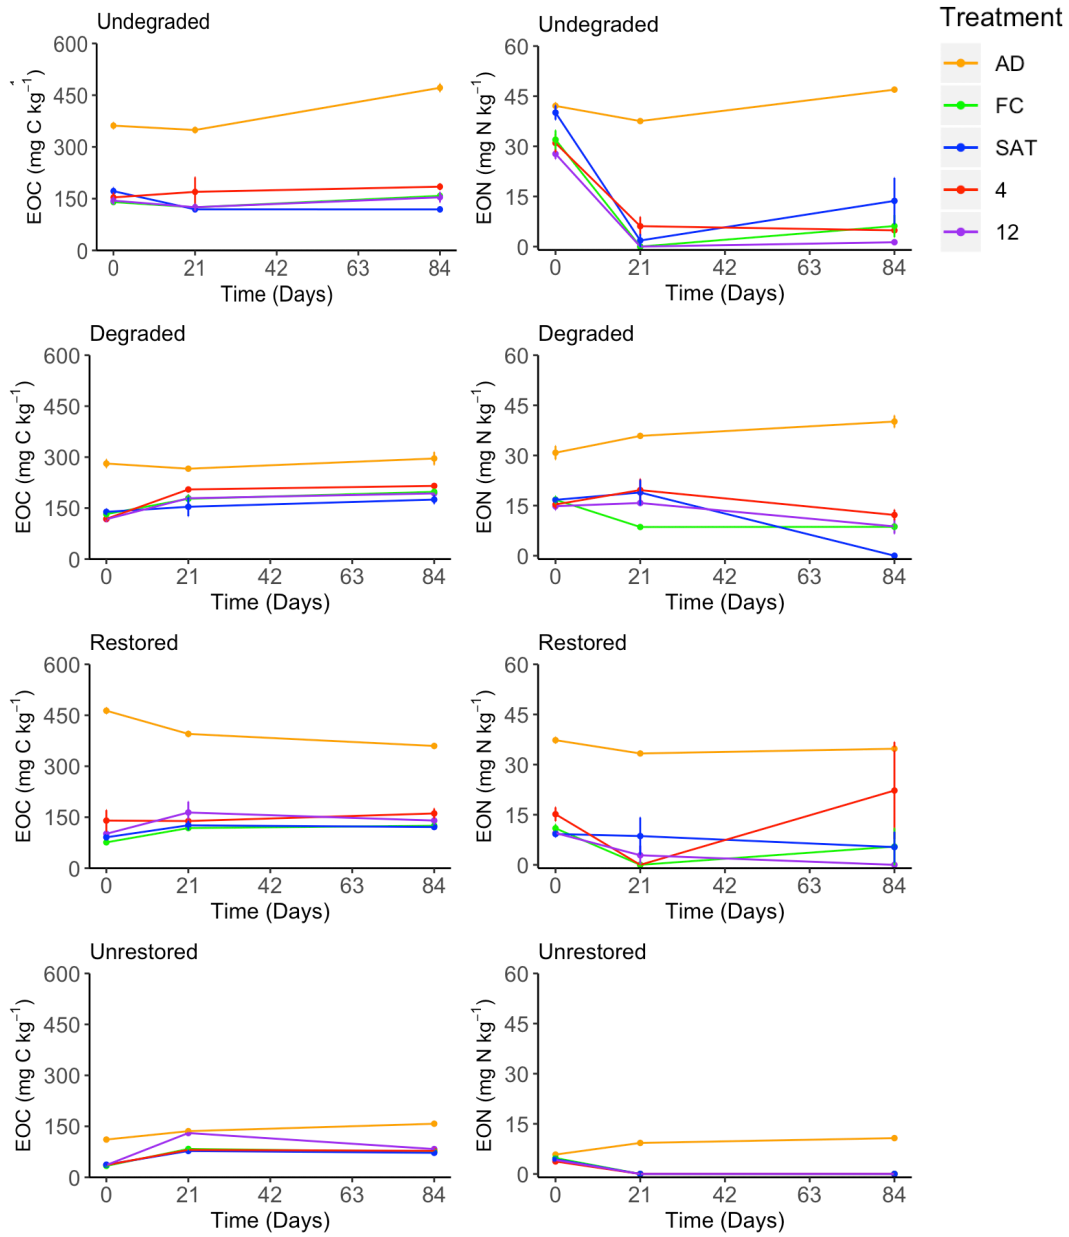 Undegraded
600
450
300
150
0
EOC (mg C kg⁻¹)
0 21 42 63 84
Time (Days)
Undegraded
60
45
30
15
0
EON (mg N kg⁻¹)
0 21 42 63 84
Time (Days)
Treatment
AD
FC
SAT
4
12
Degraded
600
450
300
150
0
EOC (mg C kg⁻¹)
0 21 42 63 84
Time (Days)
60
45
30
15
0
EON (mg N kg⁻¹)
0 21 42 63 84
Time (Days)
Restored
600
450
300
150
0
EOC (mg C kg⁻¹)
0 21 42 63 84
Time (Days)
Restored
60
45
30
15
0
EON (mg N kg⁻¹)
0 21 42 63 84
Time (Days)
Unrestored
600
450
300
150
0
EOC (mg C kg⁻¹)
0 21 42 63 84
Time (Days)
Unrestored
60
45
30
15
0
EON (mg N kg⁻¹)
0 21 42 63 84
Time (Days)